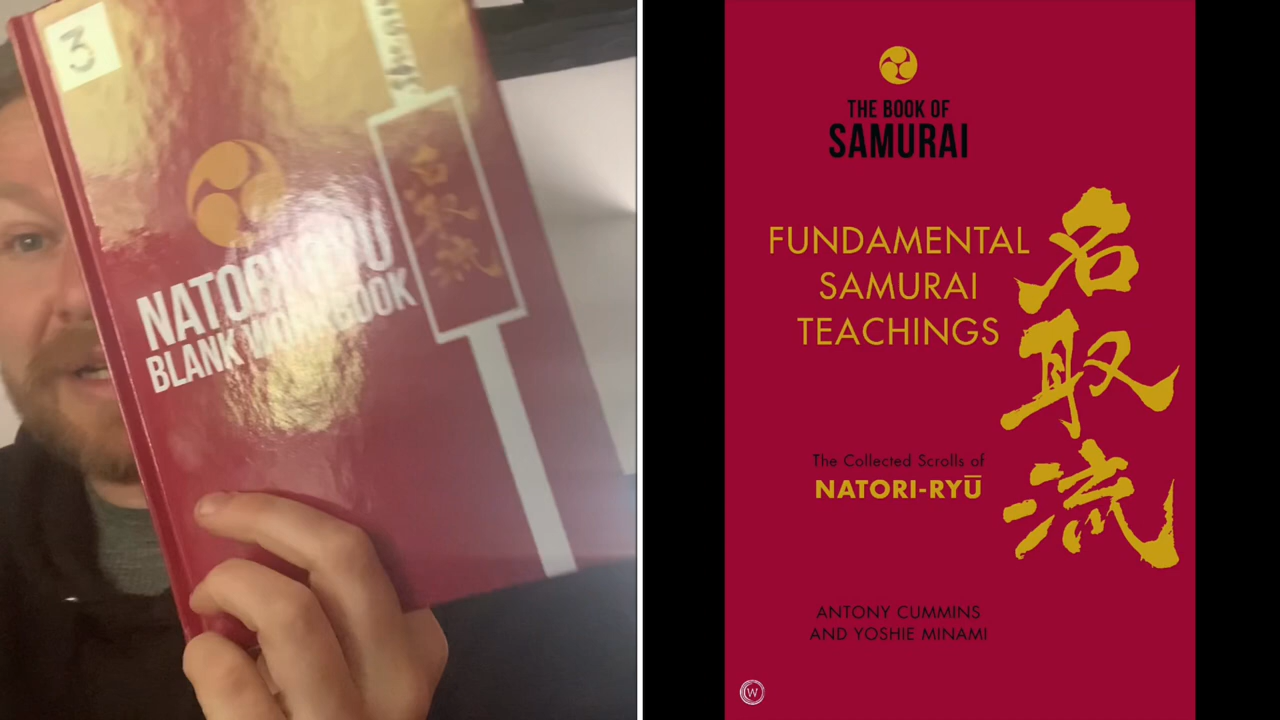 3
NATORI-RYU
BLANK WORKBOOK
名
取
流
THE BOOK OF
SAMURAI
FUNDAMENTAL
SAMURAI
TEACHINGS
名
取
流
The Collected Scrolls of
NATORI-RYŪ
ANTONY CUMMINS
AND YOSHIE MINAMI
W